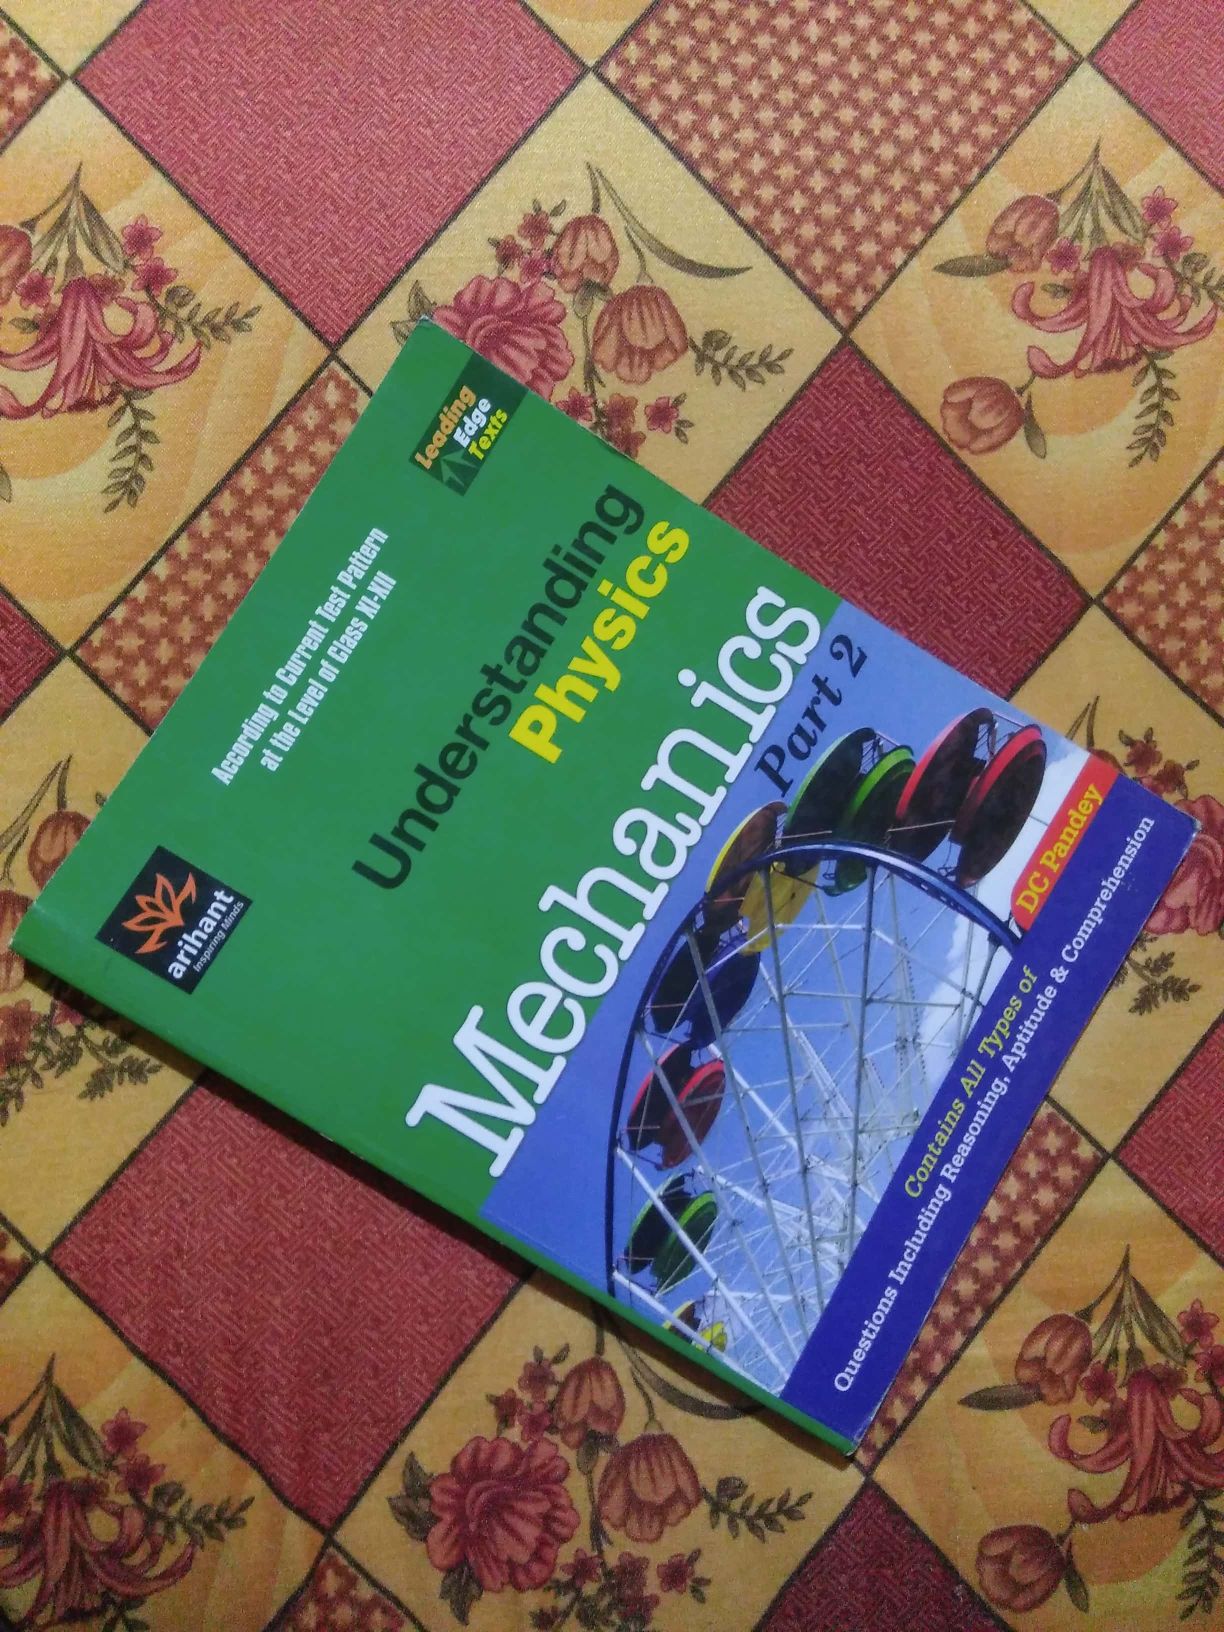 Leading
Edge
Texts
According to Current Test Pattern
at the Level of Class XI-XII
Understanding
Physics
Mechanics
Part 2
arihant
Inspiring Minds
DC Pandey
Contains All Types of
Questions Including Reasoning, Aptitude & Comprehension